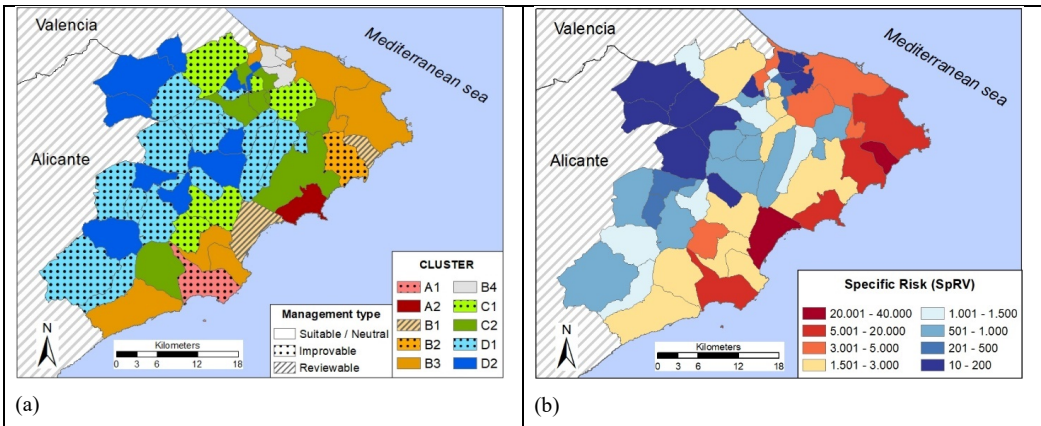 Valencia
Mediterranean sea
Alicante
CLUSTER
A1
A2
B1
B2
B3
B4
C1
C2
D1
D2
Management type
Suitable / Neutral
Improvable
Reviewable
N
Kilometers
0 3 6 12 18
(a)
Valencia
Mediterranean sea
Alicante
Specific Risk (SpRV)
20.001 - 40.000
5.001 - 20.000
3.001 - 5.000
1.501 - 3.000
1.001 - 1.500
501 - 1.000
201 - 500
10 - 200
N
Kilometers
0 3 6 12 18
(b)